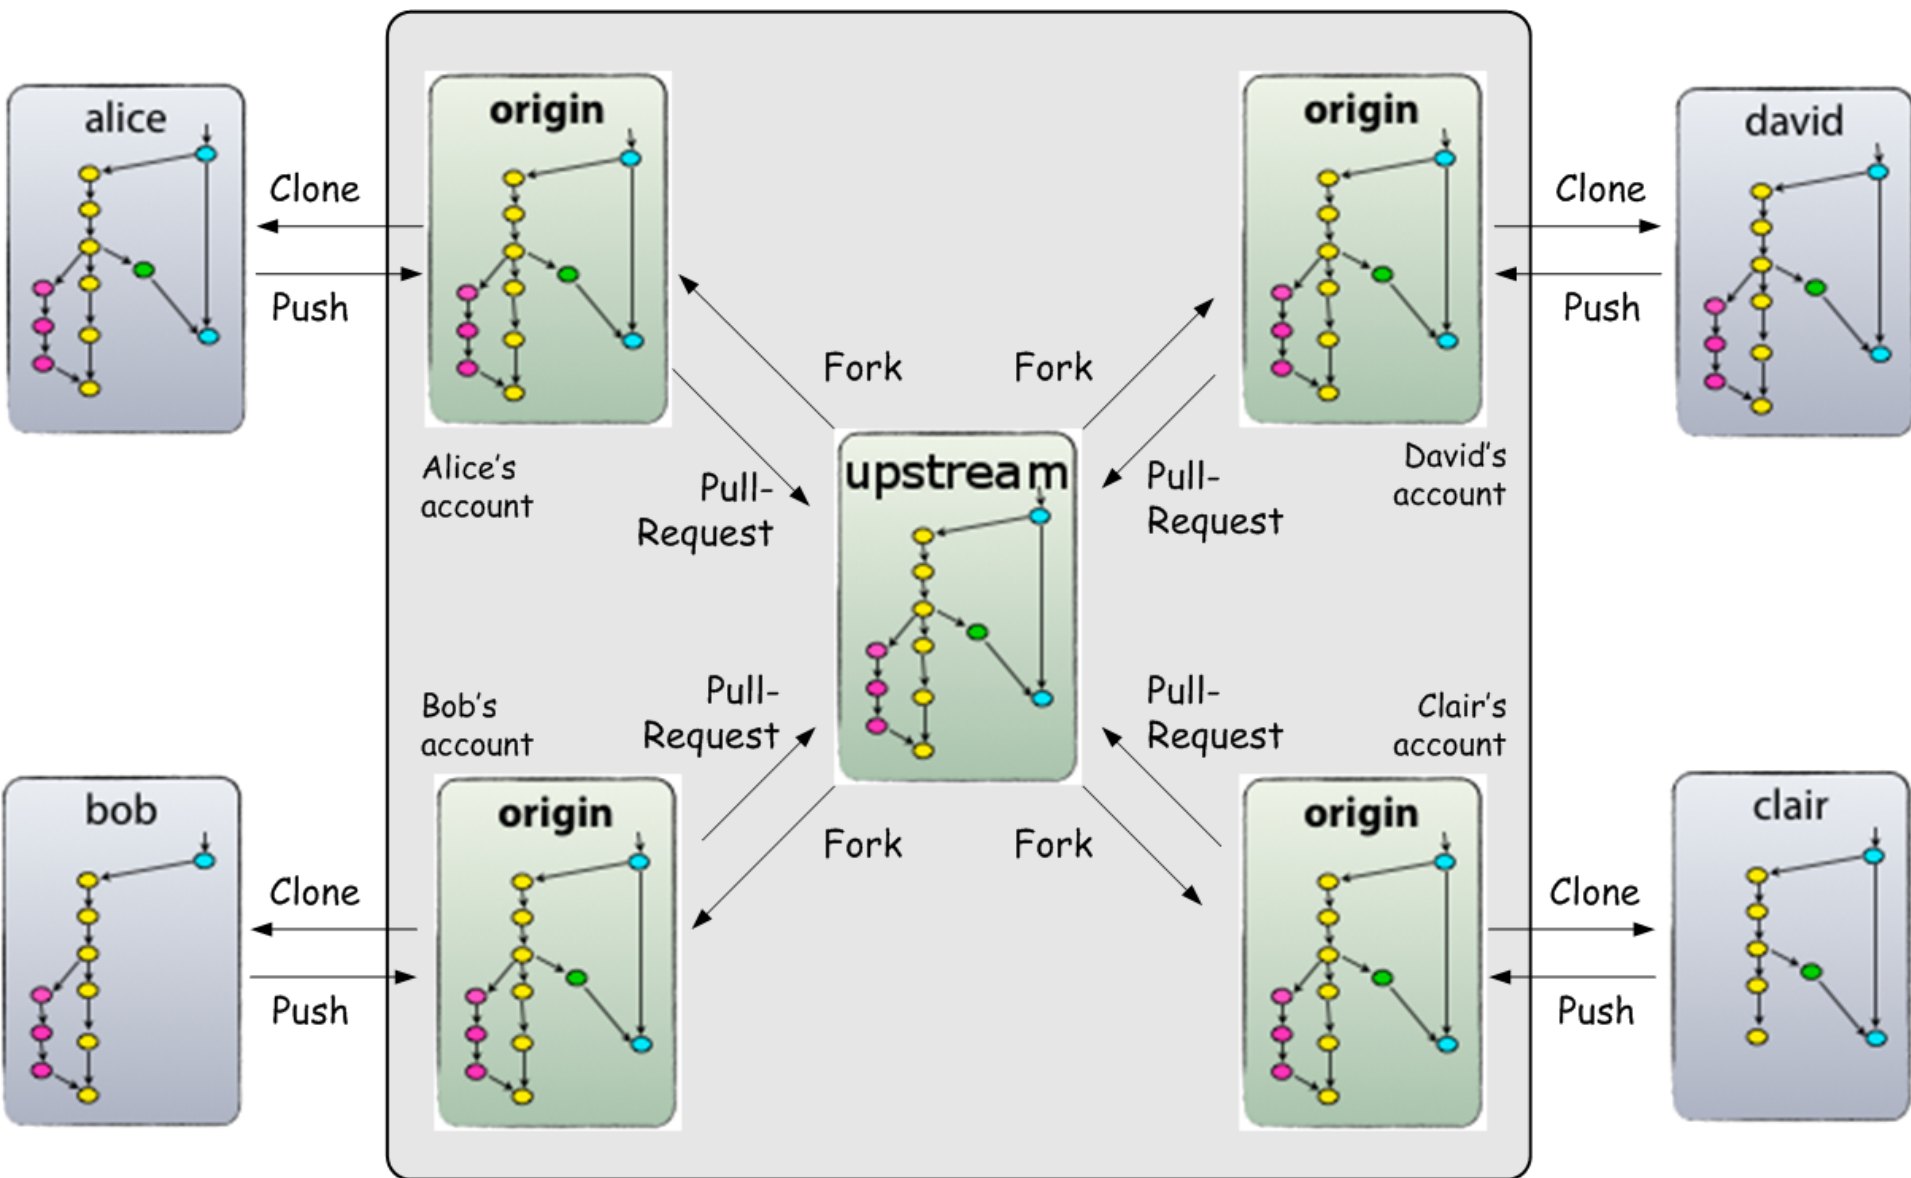 alice
origin
origin
david
Clone
Push
Clone
Push
Fork
Fork
Alice's
account
Pull-
Request
upstream
Pull-
Request
David's
account
Bob's
account
Pull-
Request
Pull-
Request
Clair's
account
bob
origin
Fork
Fork
origin
clair
Clone
Push
Clone
Push